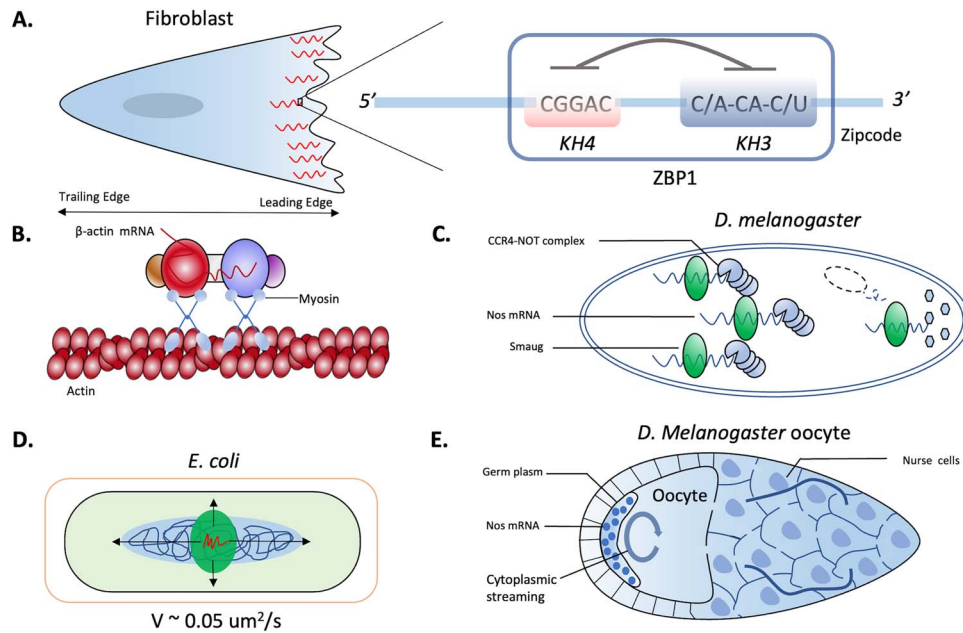 A.
Fibroblast
5’
CGGAC
C/A-CA-C/U
3’
KH4
KH3
Zipcode
ZBP1
Trailing Edge
Leading Edge
B.
β-actin mRNA
Myosin
Actin
C.
D. melanogaster
CCR4-NOT complex
Nos mRNA
Smaug
D.
E. coli
V ~ 0.05 um²/s
E.
D. Melanogaster oocyte
Germ plasm
Nurse cells
Oocyte
Nos mRNA
Cytoplasmic
streaming